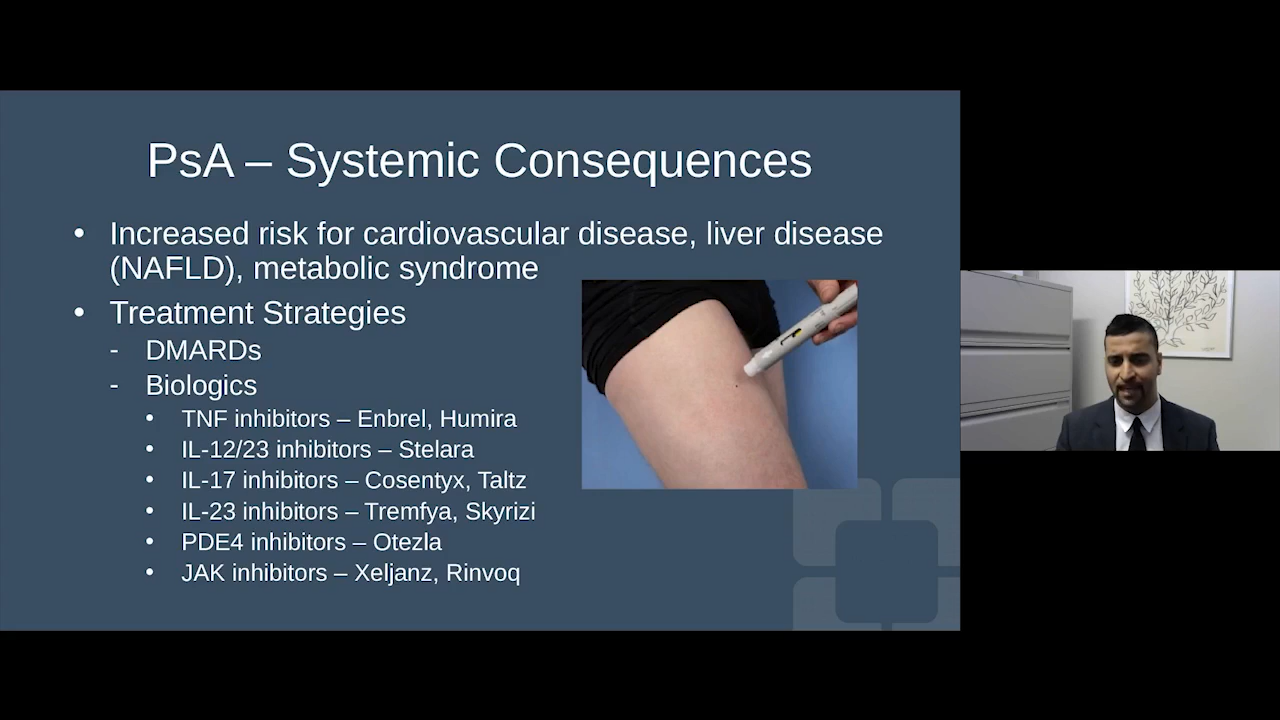 PsA – Systemic Consequences
• Increased risk for cardiovascular disease, liver disease
(NAFLD), metabolic syndrome
• Treatment Strategies
- DMARDs
- Biologics
• TNF inhibitors – Enbrel, Humira
• IL-12/23 inhibitors – Stelara
• IL-17 inhibitors – Cosentyx, Taltz
• IL-23 inhibitors – Tremfya, Skyrizi
• PDE4 inhibitors – Otezla
• JAK inhibitors – Xeljanz, Rinvoq